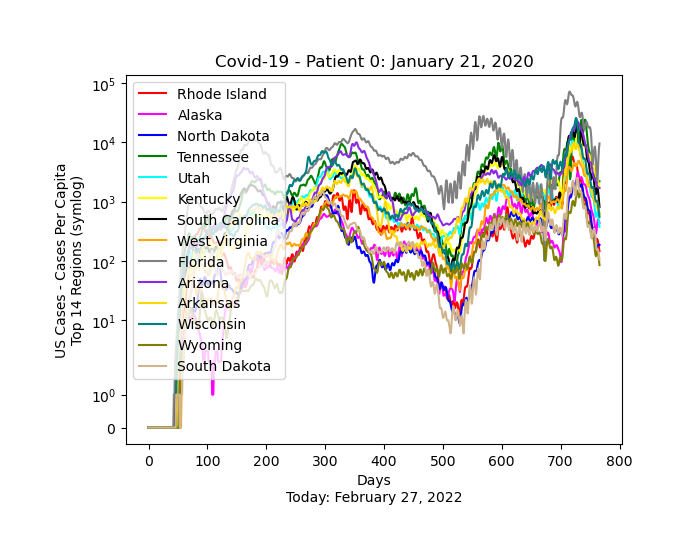 Covid-19 - Patient 0: January 21, 2020
US Cases - Cases Per Capita
Top 14 Regions (symlog)
10^5
10^4
10^3
10^2
10^1
10^0
0
Rhode Island
Alaska
North Dakota
Tennessee
Utah
Kentucky
South Carolina
West Virginia
Florida
Arizona
Arkansas
Wisconsin
Wyoming
South Dakota
0 100 200 300 400 500 600 700 800
Days
Today: February 27, 2022